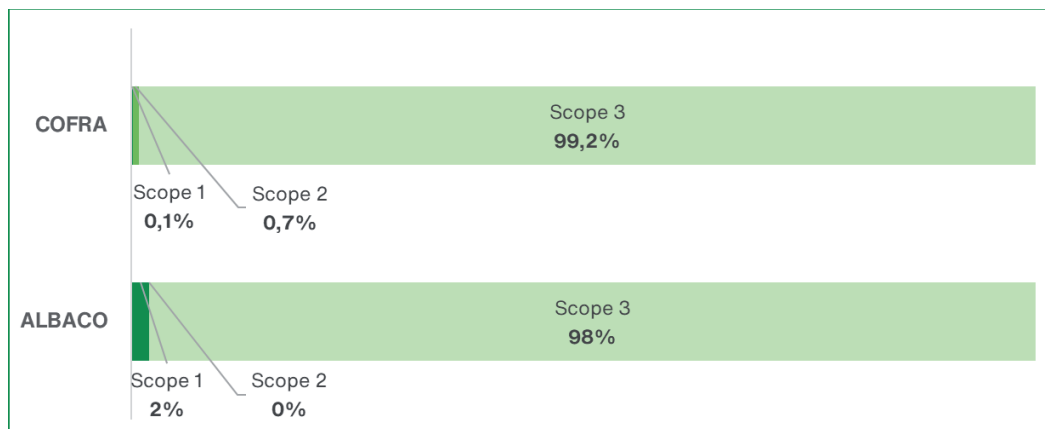 Scope 3
COFRA
99,2%
Scope 1
Scope 2
0,1%
0,7%
Scope 3
ALBACO
98%
Scope 1
Scope 2
2%
0%